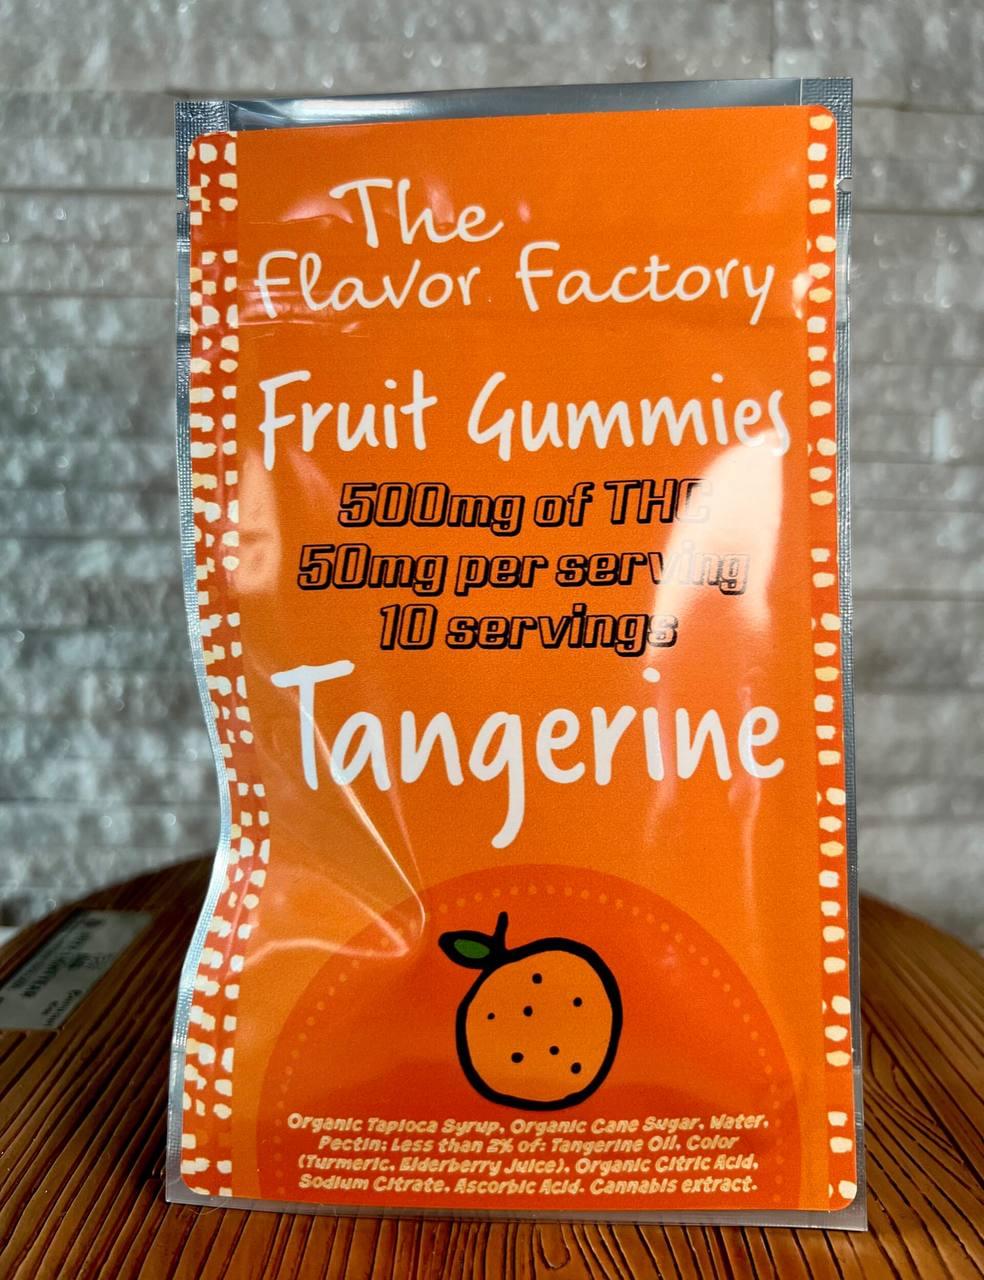 The
Flavor Factory
Fruit Gummies
500mg of THC
50mg per serving
10 servings
Tangerine
Organic Tapioca Syrup, Organic Cane Sugar, Water,
Pectin; Less than 2% of: Tangerine Oil, Color
(Turmeric, Elderberry Juice), Organic Citric Acid,
Sodium Citrate, Ascorbic Acid. Cannabis extract.